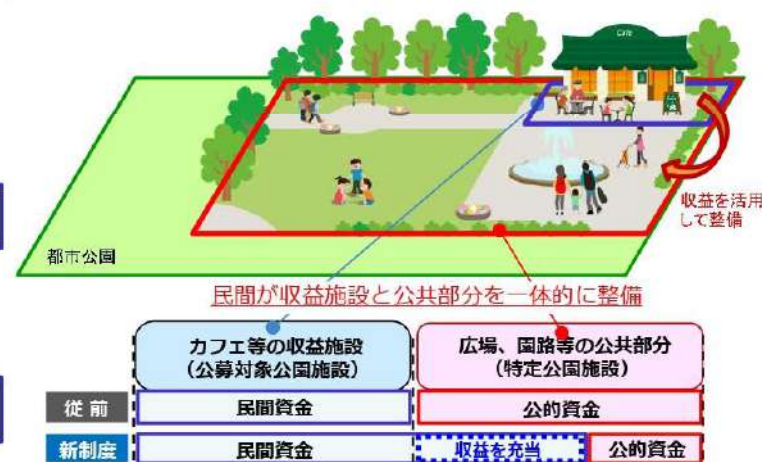 Cafe
収益を活用
して整備
都市公園
民間が収益施設と公共部分を一体的に整備
カフェ等の収益施設
（公募対象公園施設）
広場、園路等の公共部分
（特定公園施設）
従前
民間資金
公的資金
新制度
民間資金
収益を充当
公的資金